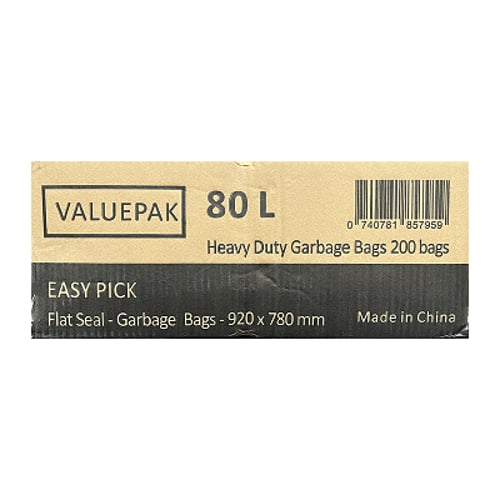 VALUEPAK
80 L
0 740781 857959
Heavy Duty Garbage Bags 200 bags
EASY PICK
Flat Seal - Garbage Bags - 920 x 780 mm
Made in China